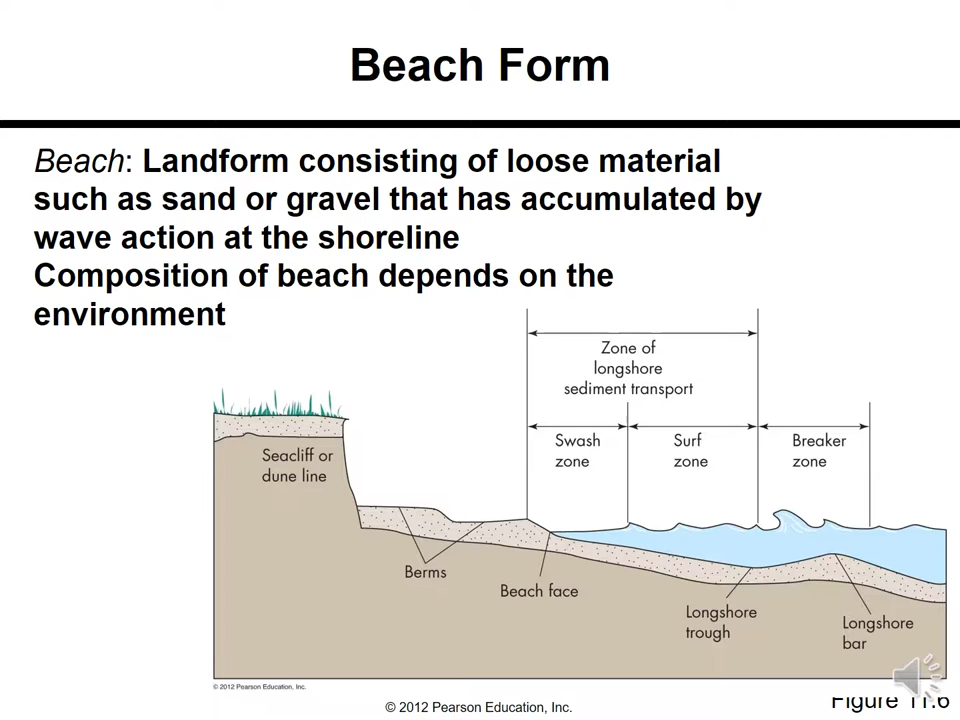 Beach Form
Beach: Landform consisting of loose material
such as sand or gravel that has accumulated by
wave action at the shoreline
Composition of beach depends on the
environment
Zone of
longshore
sediment transport
Swash
zone
Surf
zone
Breaker
zone
Seacliff or
dune line
Berms
Beach face
Longshore
trough
Longshore
bar
© 2012 Pearson Education, Inc.
© 2012 Pearson Education, Inc.
Figure 11.6